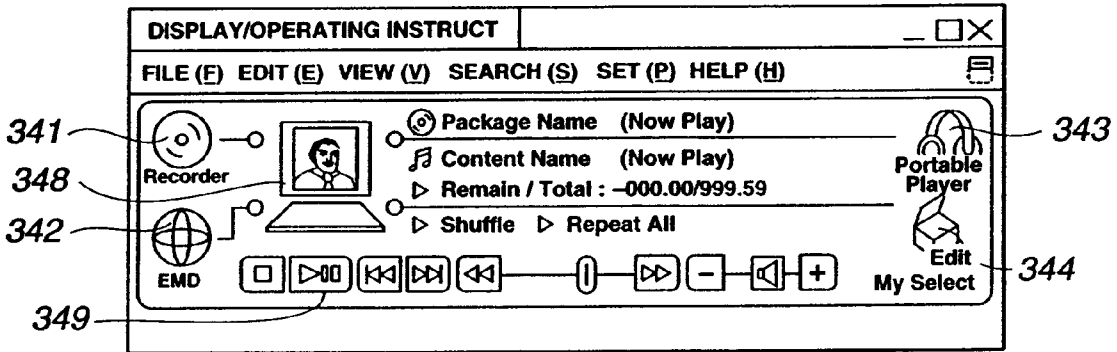 DISPLAY/OPERATING INSTRUCT
FILE (F) EDIT (E) VIEW (V) SEARCH (S) SET (P) HELP (H)
341
Recorder
348
342
EMD
349
Package Name (Now Play)
Content Name (Now Play)
Remain / Total : –000.00/999.59
Shuffle Repeat All
343
Portable
Player
Edit
344
My Select